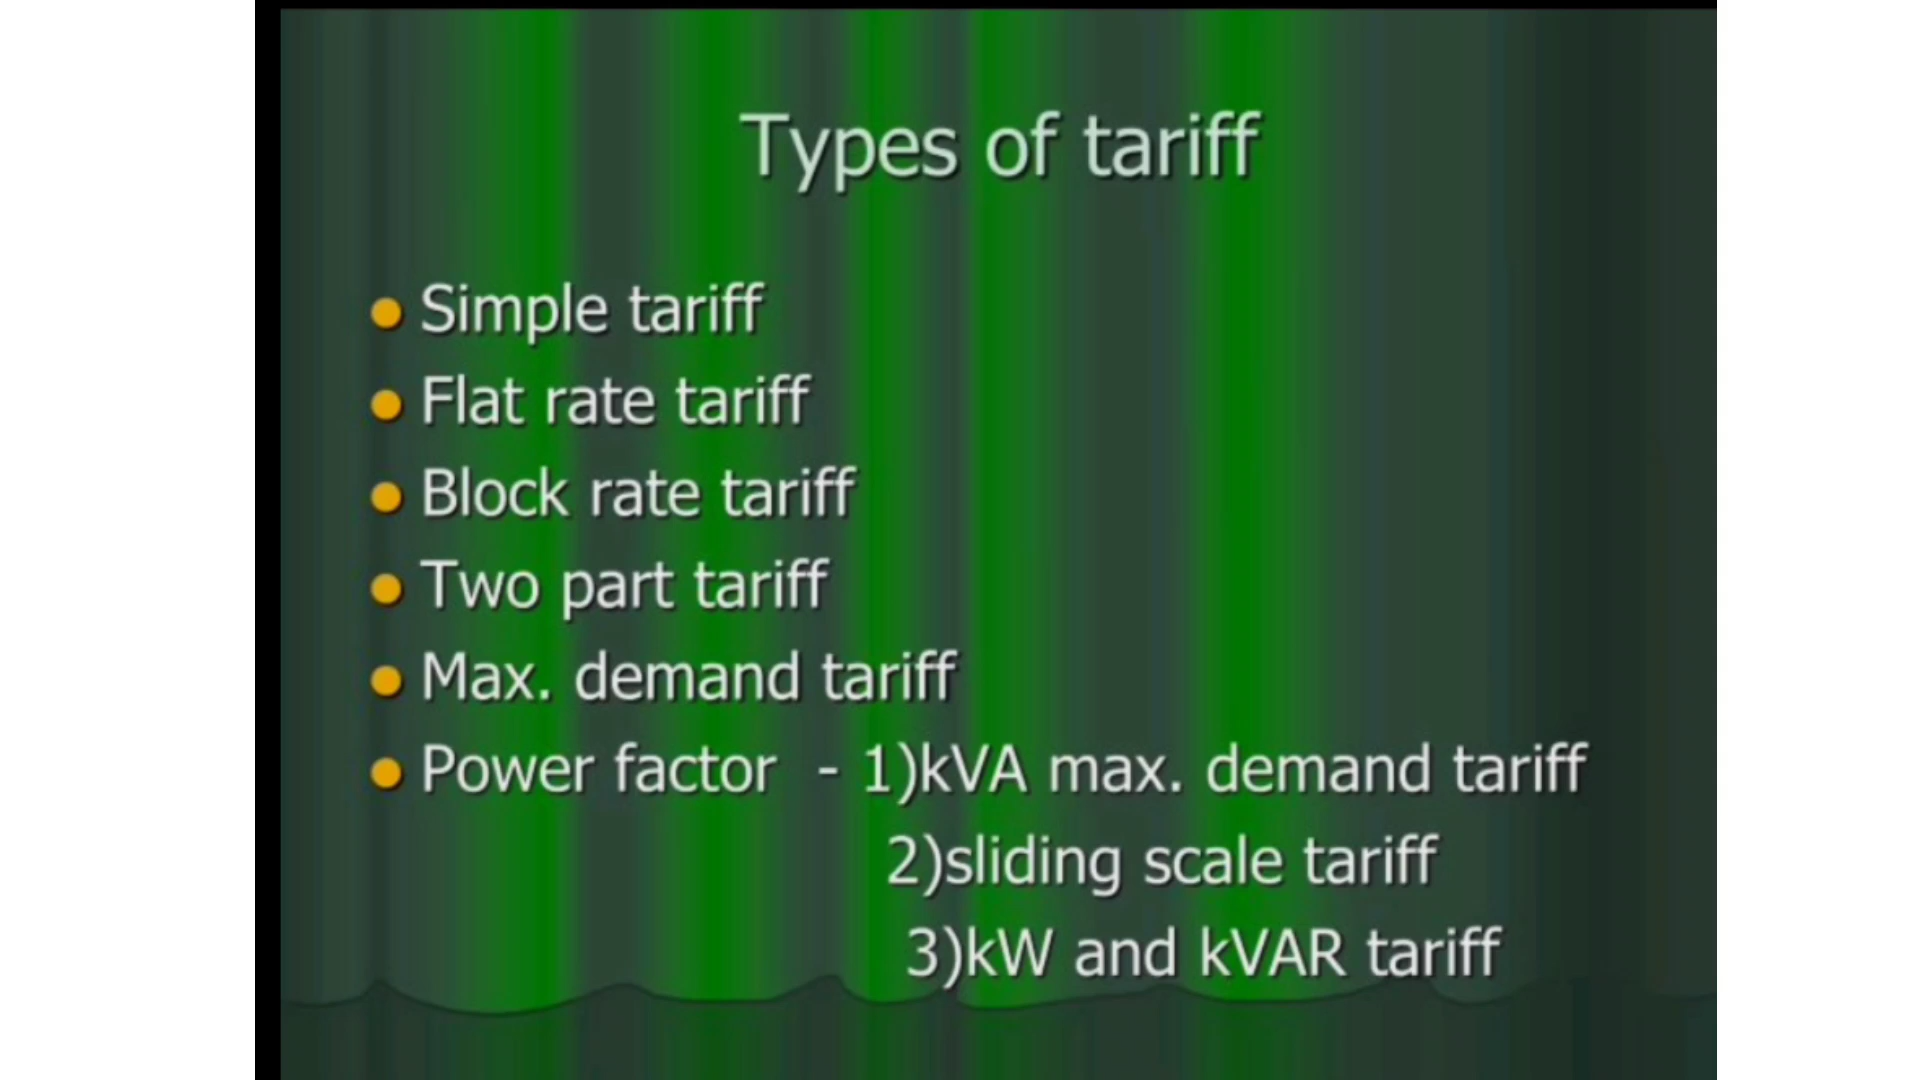 Types of tariff
Simple tariff
Flat rate tariff
Block rate tariff
Two part tariff
Max. demand tariff
Power factor - 1)kVA max. demand tariff
2)sliding scale tariff
3)kW and kVAR tariff